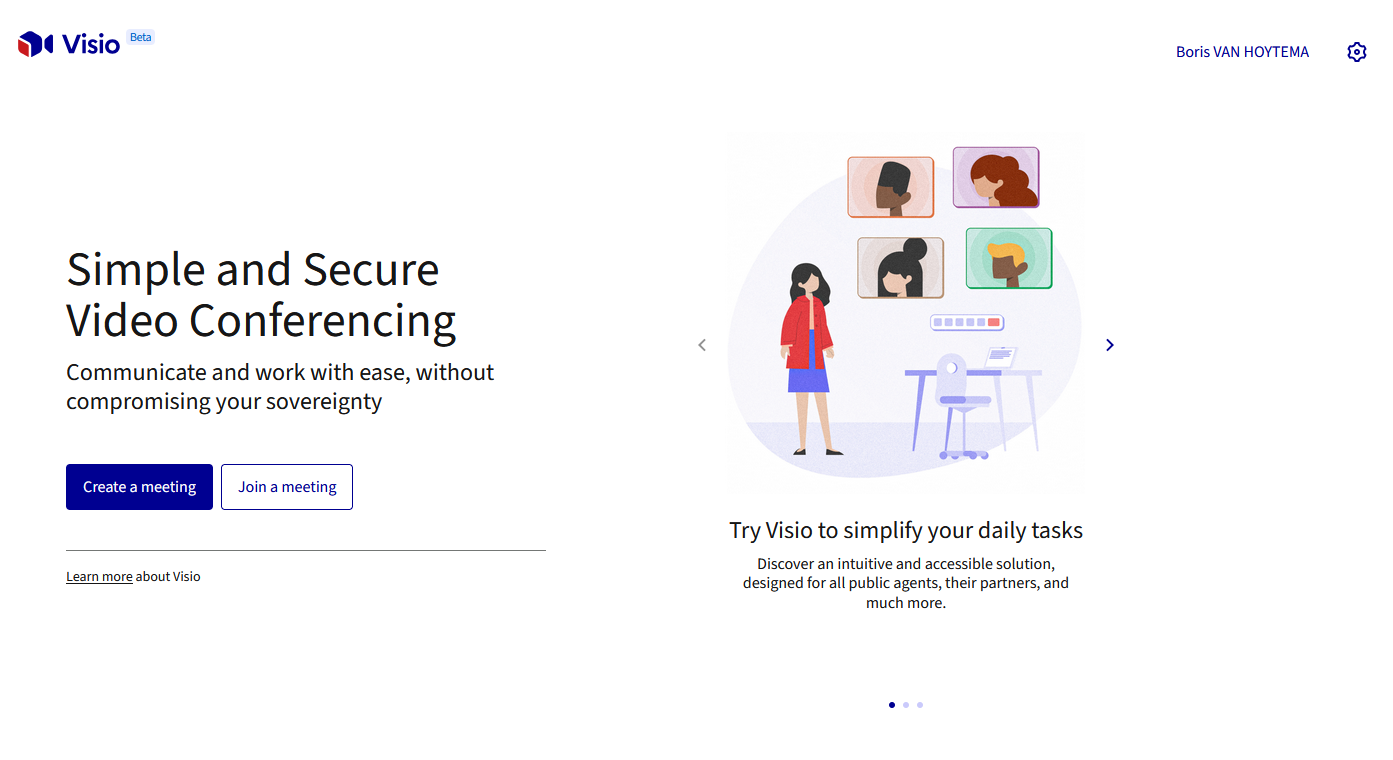 Visio Beta
Boris VAN HOYTEMA
Simple and Secure
Video Conferencing
Communicate and work with ease, without
compromising your sovereignty
Create a meeting
Join a meeting
Learn more about Visio
Try Visio to simplify your daily tasks
Discover an intuitive and accessible solution,
designed for all public agents, their partners, and
much more.